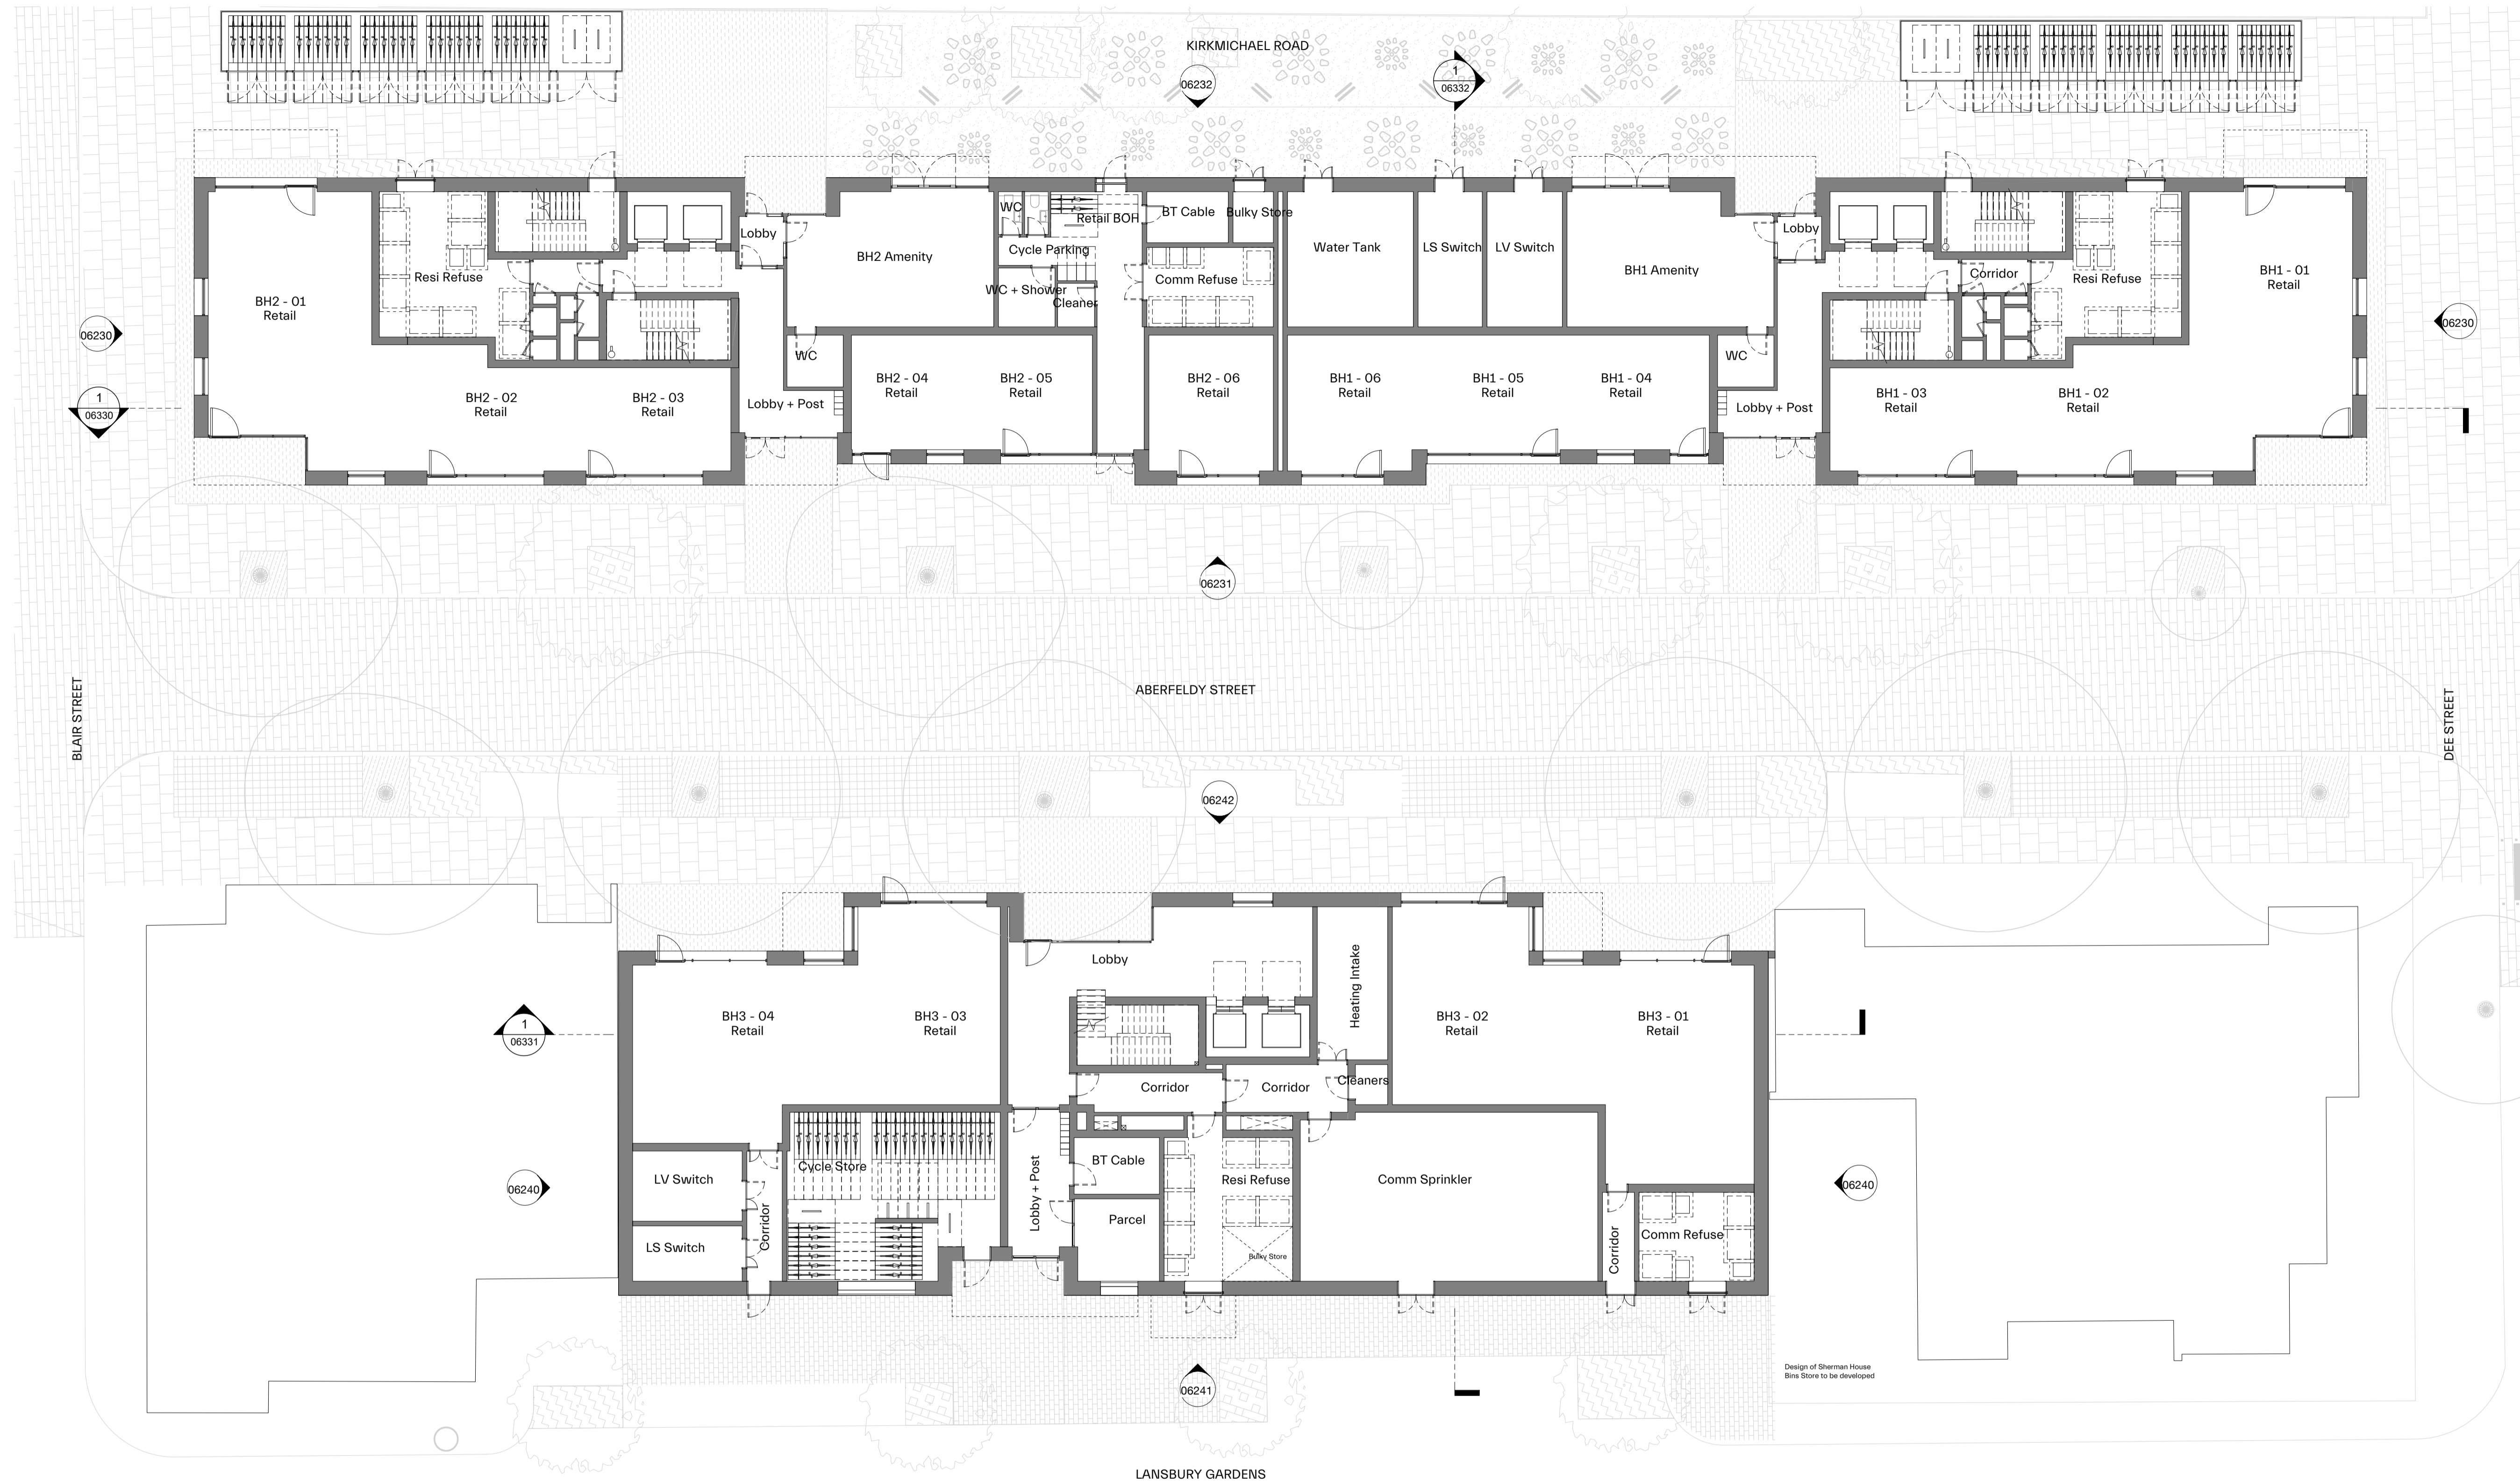 KIRKMICHAEL ROAD
06232
1
06332
WC
Retail BOH
BT Cable
Bulky Store
Lobby
Cycle Parking
BH2 Amenity
Water Tank
LS Switch
LV Switch
BH1 Amenity
Lobby
Resi Refuse
WC + Shower
Cleaner
Comm Refuse
Corridor
Resi Refuse
BH2 - 01
Retail
BH1 - 01
Retail
06230
06230
WC
WC
BH2 - 02
Retail
BH2 - 03
Retail
Lobby + Post
BH2 - 04
Retail
BH2 - 05
Retail
BH2 - 06
Retail
BH1 - 06
Retail
BH1 - 05
Retail
BH1 - 04
Retail
Lobby + Post
BH1 - 03
Retail
BH1 - 02
Retail
1
06330
06231
BLAIR STREET
ABERFELDY STREET
DEE STREET
06242
Lobby
Heating Intake
BH3 - 04
Retail
BH3 - 03
Retail
BH3 - 02
Retail
BH3 - 01
Retail
1
06331
Corridor
Corridor
Cleaners
Cycle Store
LV Switch
LS Switch
Corridor
Lobby + Post
BT Cable
Parcel
Resi Refuse
Bulky Store
Comm Sprinkler
Corridor
Comm Refuse
06240
06240
Design of Sherman House
Bins Store to be developed
06241
LANSBURY GARDENS